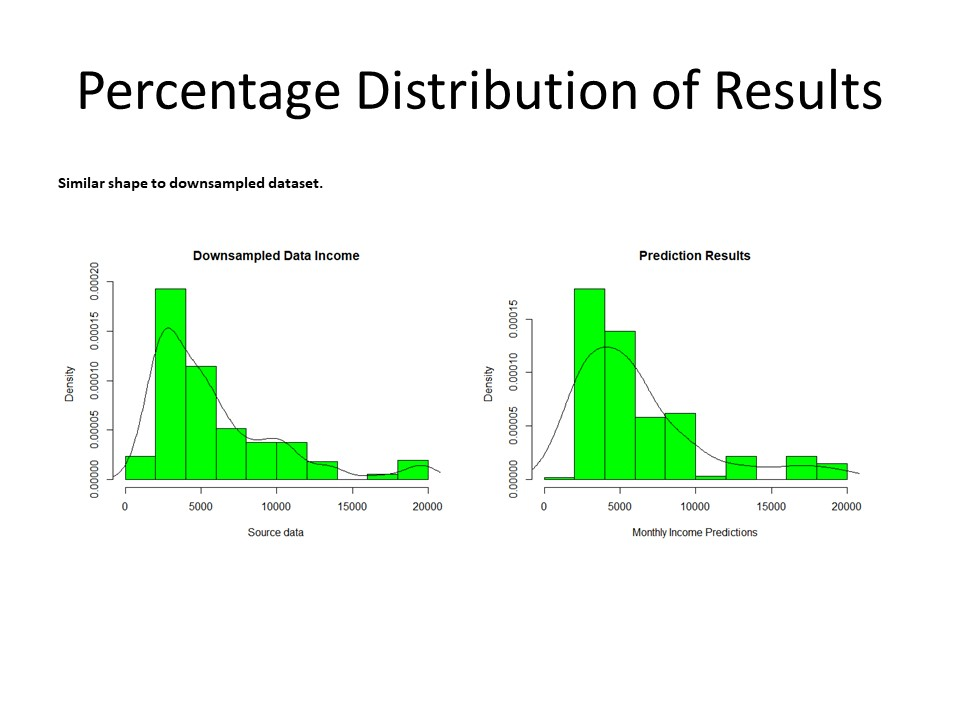 Percentage Distribution of Results
Similar shape to downsampled dataset.
Downsampled Data Income
Density
0.00000 0.00005 0.00010 0.00015 0.00020
0 5000 10000 15000 20000
Source data
Prediction Results
Density
0.00000 0.00005 0.00010 0.00015
0 5000 10000 15000 20000
Monthly Income Predictions